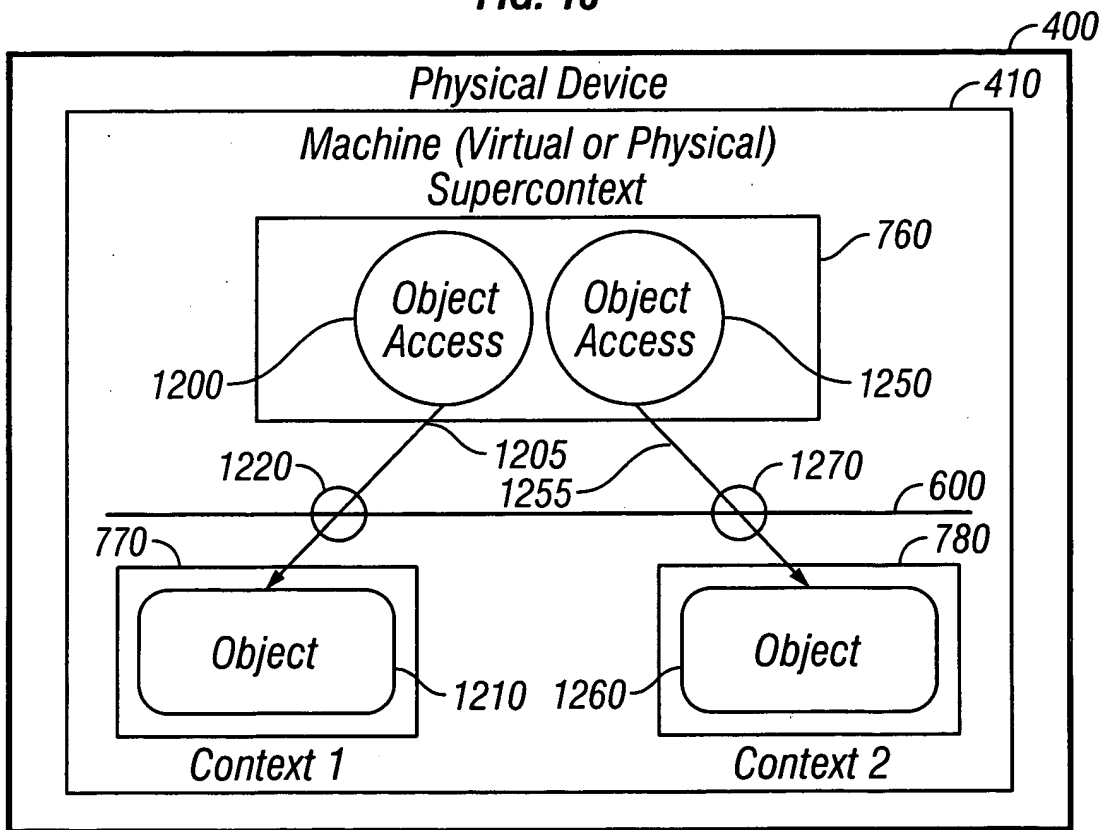 400
Physical Device
410
Machine (Virtual or Physical)
Supercontext
760
Object
Access
Object
Access
1200
1250
1205
1220
1255
1270
600
770
780
Object
Object
1210
1260
Context 1
Context 2